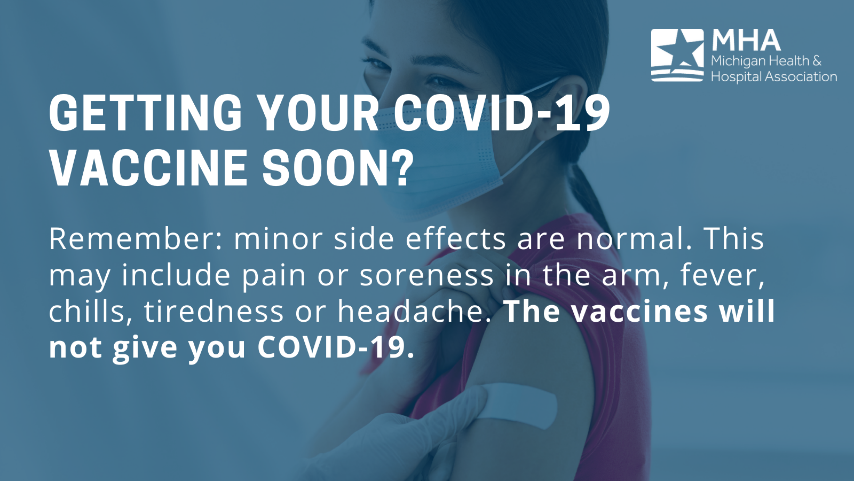 MHA
Michigan Health &
Hospital Association
GETTING YOUR COVID-19
VACCINE SOON?
Remember: minor side effects are normal. This
may include pain or soreness in the arm, fever,
chills, tiredness or headache. The vaccines will
not give you COVID-19.